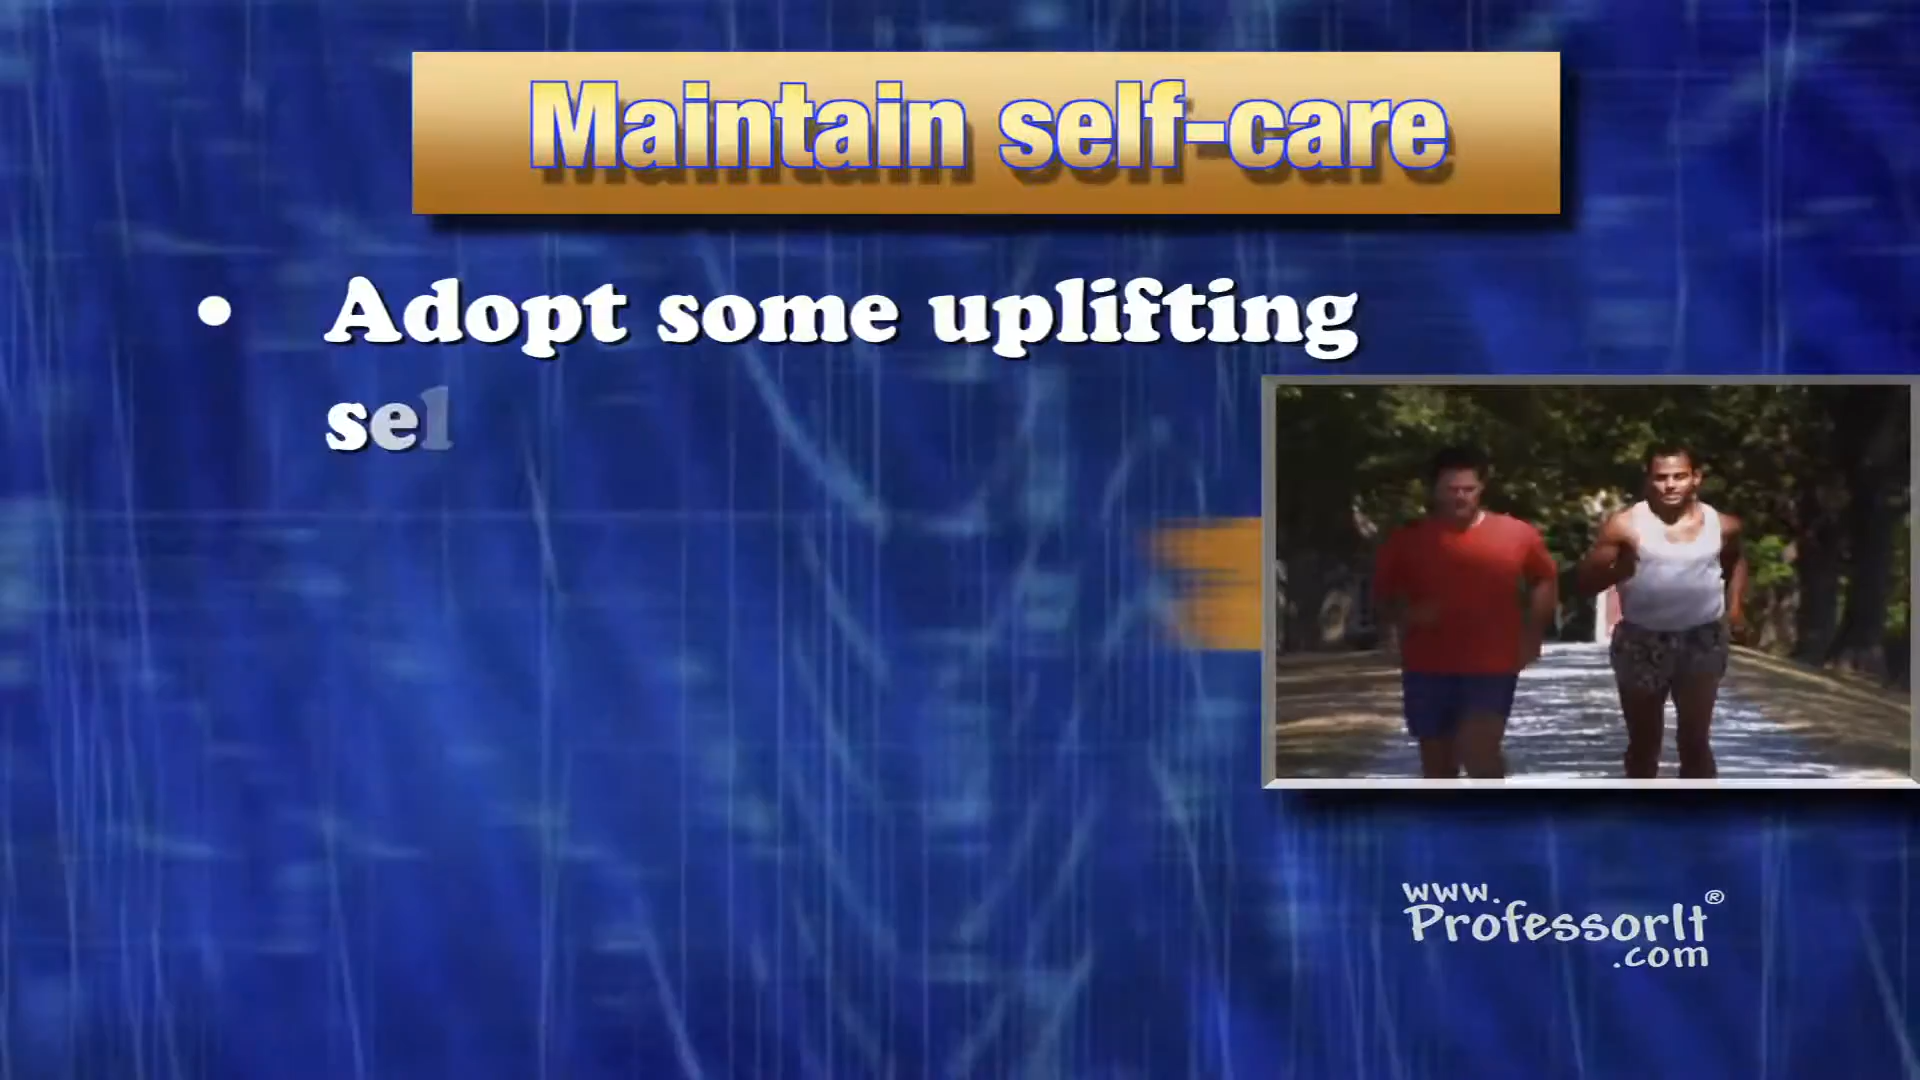 Maintain self-care
• Adopt some uplifting
sel
www.
ProfessorIt®
.com